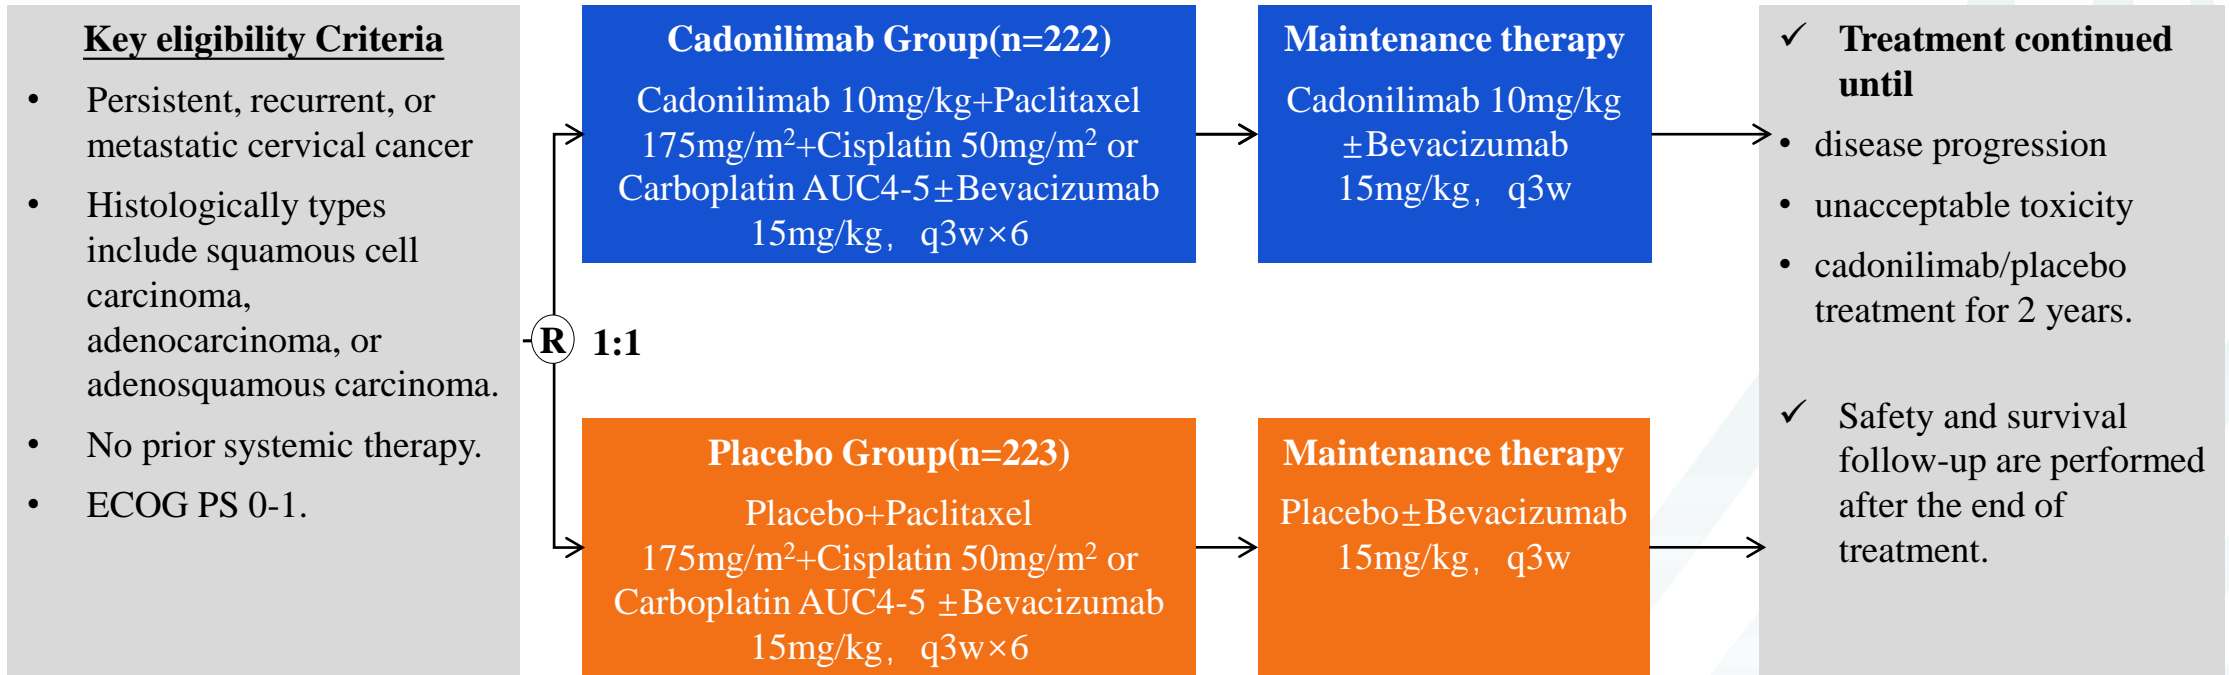 Key eligibility Criteria
• Persistent, recurrent, or
metastatic cervical cancer
• Histologically types
include squamous cell
carcinoma,
adenocarcinoma, or
adenosquamous carcinoma.
• No prior systemic therapy.
• ECOG PS 0-1.
R 1:1
Cadonilimab Group(n=222)
Cadonilimab 10mg/kg+Paclitaxel
175mg/m²+Cisplatin 50mg/m² or
Carboplatin AUC4-5±Bevacizumab
15mg/kg，q3w×6
Maintenance therapy
Cadonilimab 10mg/kg
±Bevacizumab
15mg/kg，q3w
Placebo Group(n=223)
Placebo+Paclitaxel
175mg/m²+Cisplatin 50mg/m² or
Carboplatin AUC4-5 ±Bevacizumab
15mg/kg，q3w×6
Maintenance therapy
Placebo±Bevacizumab
15mg/kg，q3w
✓ Treatment continued
until
• disease progression
• unacceptable toxicity
• cadonilimab/placebo
treatment for 2 years.
✓ Safety and survival
follow-up are performed
after the end of
treatment.